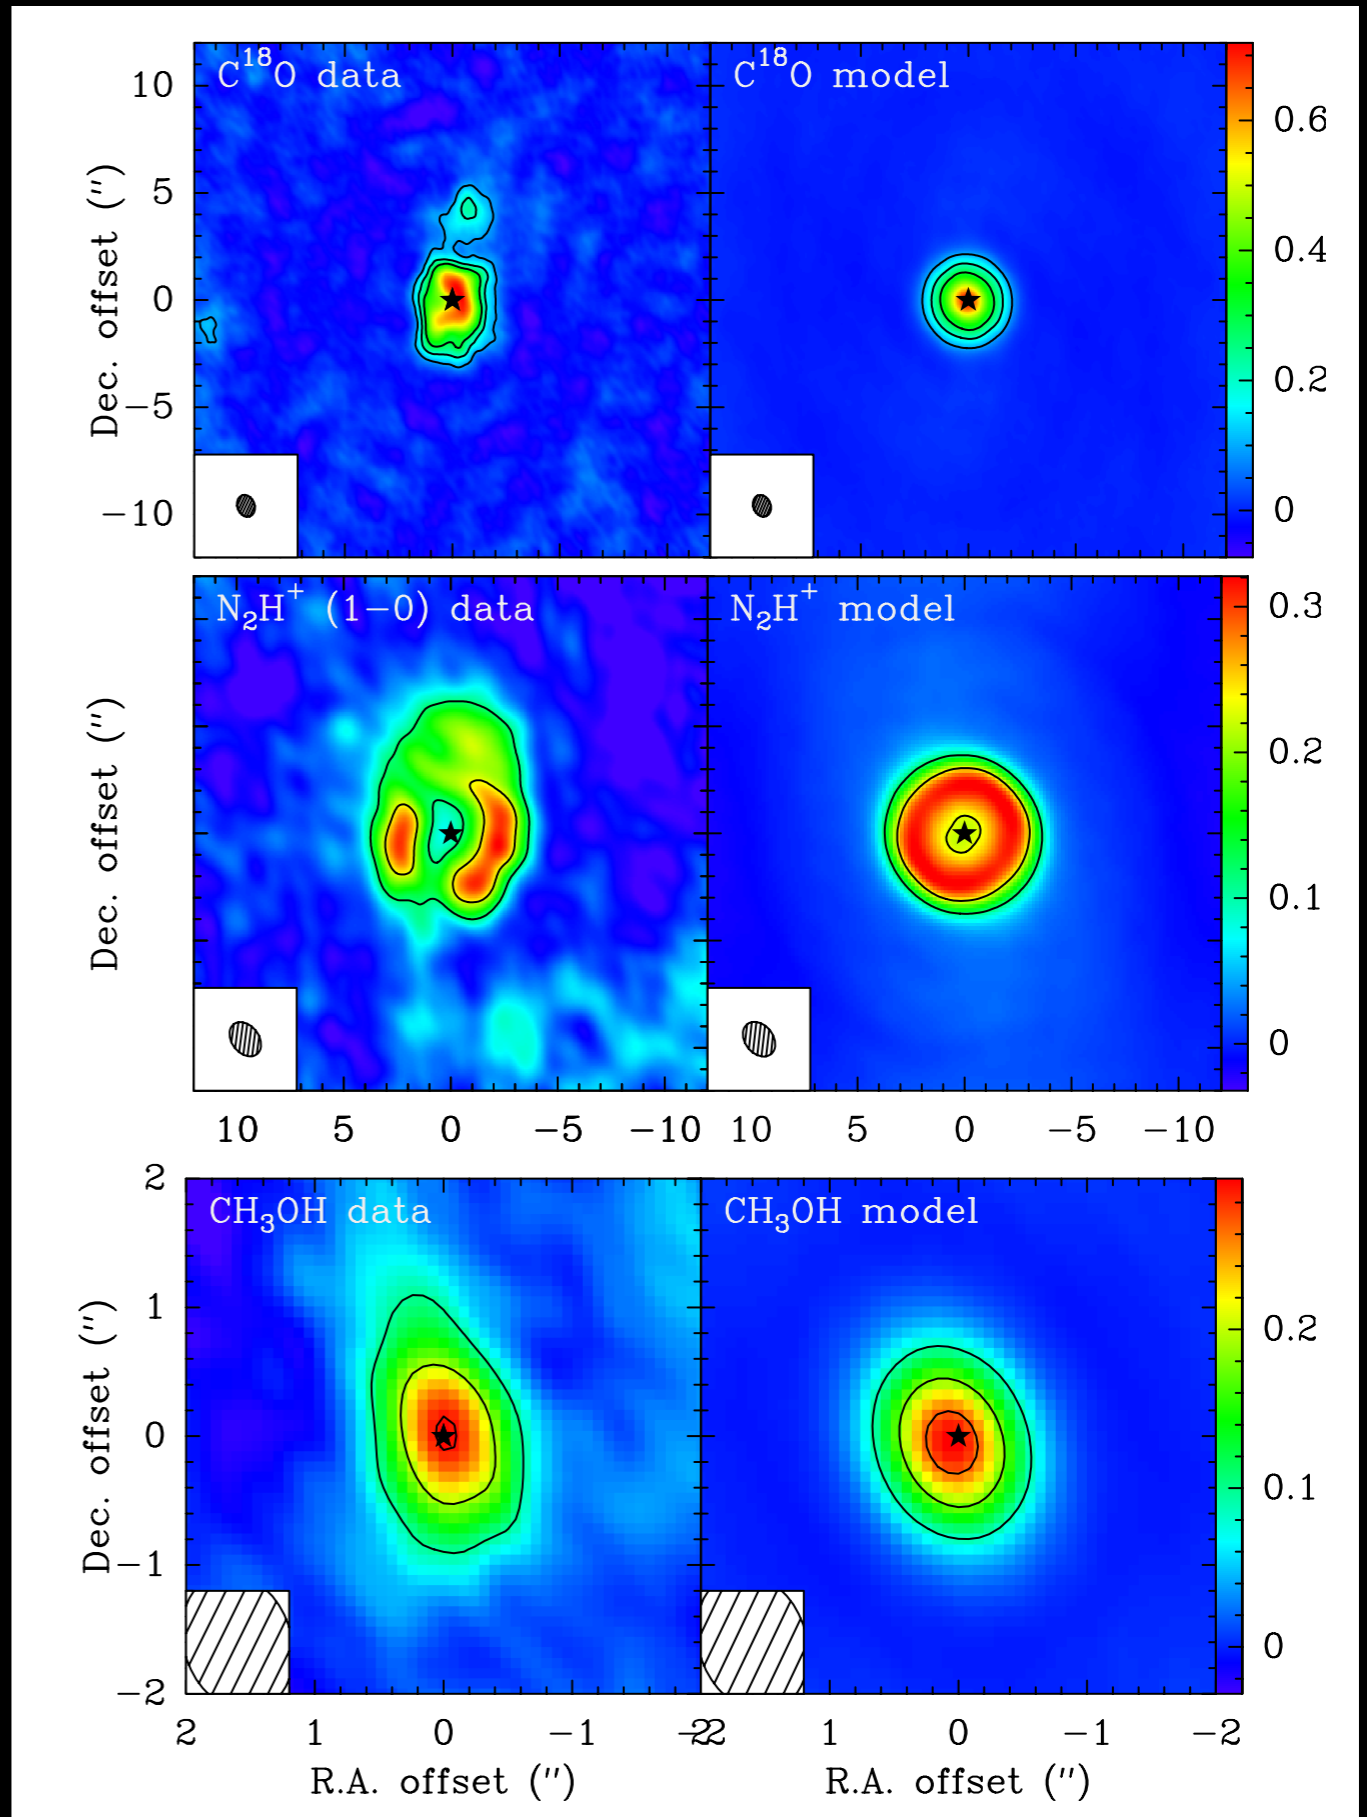 C¹⁸O data
C¹⁸O model
10
5
0
−5
−10
Dec. offset (″)
0.6
0.4
0.2
0
N₂H⁺ (1−0) data
N₂H⁺ model
Dec. offset (″)
0.3
0.2
0.1
0
10 5 0 −5 −10
10 5 0 −5 −10
CH₃OH data
CH₃OH model
2
1
0
−1
−2
Dec. offset (″)
0.2
0.1
0
2 1 0 −1 −2
2 1 0 −1 −2
R.A. offset (″)
R.A. offset (″)